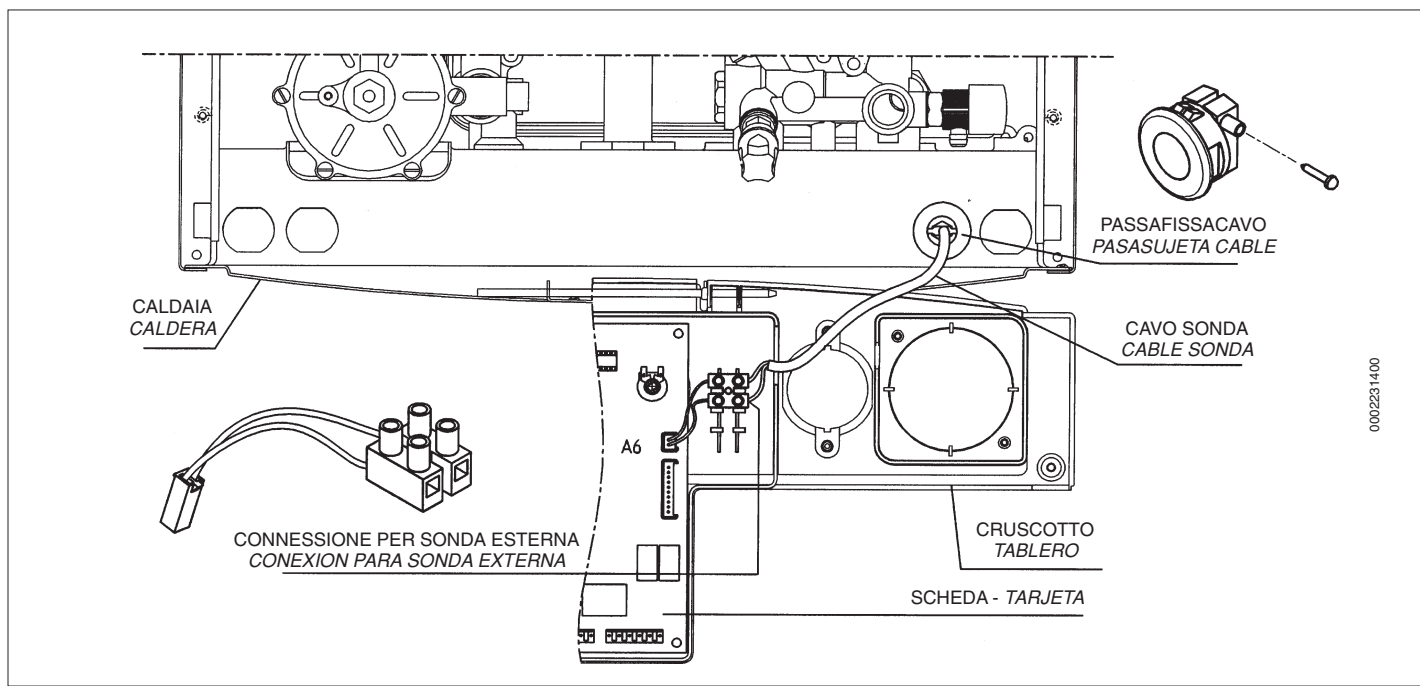 PASSAFISSACAVO
PASASUJETA CABLE
CALDAIA
CALDERA
CAVO SONDA
CABLE SONDA
0002231400
A6
CONNESSIONE PER SONDA ESTERNA
CONEXION PARA SONDA EXTERNA
CRUSCOTTO
TABLERO
SCHEDA - TARJETA